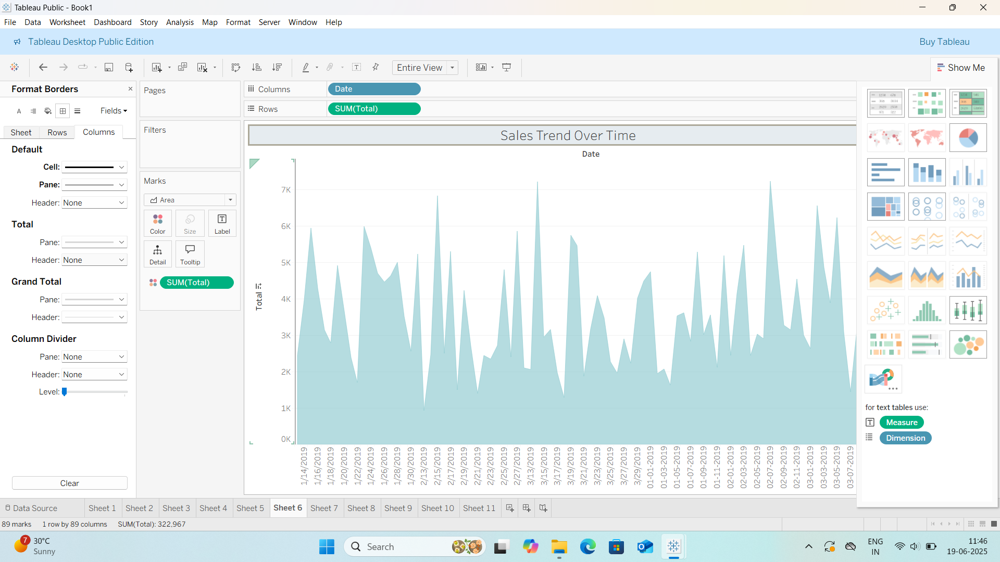 Tableau Public - Book1
File Data Worksheet Dashboard Story Analysis Map Format Server Window Help
Tableau Desktop Public Edition
Buy Tableau
Entire View
Show Me
Format Borders
Fields
Sheet Rows Columns
Default
Cell:
Pane:
Header: None
Total
Pane:
Header: None
Grand Total
Pane:
Header:
Column Divider
Pane: None
Header: None
Level:
Clear
Pages
Filters
Marks
Area
Color Size Label
Detail Tooltip
SUM(Total)
Columns Date
Rows SUM(Total)
Sales Trend Over Time
Date
Total
7K
6K
5K
4K
3K
2K
1K
0K
1/14/2019
1/16/2019
1/18/2019
1/20/2019
1/22/2019
1/24/2019
1/26/2019
1/28/2019
1/30/2019
2/13/2019
2/15/2019
2/17/2019
2/19/2019
2/21/2019
2/23/2019
2/25/2019
2/27/2019
3/13/2019
3/15/2019
3/17/2019
3/19/2019
3/21/2019
3/23/2019
3/25/2019
3/27/2019
3/29/2019
01-01-2019
01-03-2019
01-05-2019
01-07-2019
01-09-2019
01-11-2019
02-01-2019
02-03-2019
02-05-2019
02-07-2019
02-09-2019
02-11-2019
03-01-2019
03-03-2019
03-05-2019
03-07-2019
for text tables use:
Measure
Dimension
Data Source Sheet 1 Sheet 2 Sheet 3 Sheet 4 Sheet 5 Sheet 6 Sheet 7 Sheet 8 Sheet 9 Sheet 10 Sheet 11
89 marks 1 row by 89 columns SUM(Total): 322,967
7
30°C
Sunny
Search
ENG
IN
11:46
19-06-2025